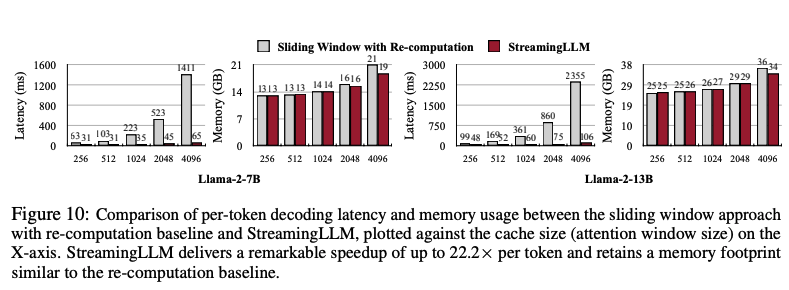 Sliding Window with Re-computation StreamingLLM
Latency (ms)
1600
1200
800
400
0
63 31 103 31 223 35 523 45 1411 65
256 512 1024 2048 4096
Memory (GB)
21
14
7
0
13 13 13 13 14 14 16 16 21 19
256 512 1024 2048 4096
Llama-2-7B
Latency (ms)
3000
2250
1500
750
0
99 48 169 52 361 60 860 75 2355 106
256 512 1024 2048 4096
Memory (GB)
38
29
19
10
0
25 25 25 26 26 27 29 29 36 34
256 512 1024 2048 4096
Llama-2-13B
Figure 10: Comparison of per-token decoding latency and memory usage between the sliding window approach
with re-computation baseline and StreamingLLM, plotted against the cache size (attention window size) on the
X-axis. StreamingLLM delivers a remarkable speedup of up to 22.2× per token and retains a memory footprint
similar to the re-computation baseline.